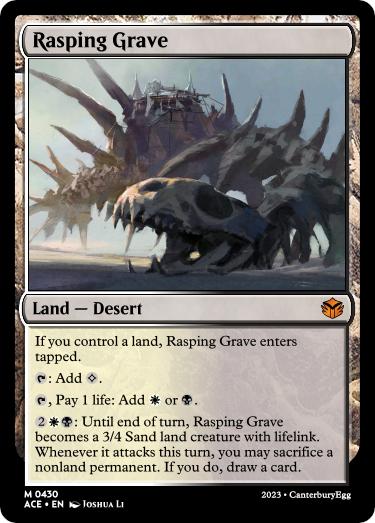 Rasping Grave
Land — Desert
If you control a land, Rasping Grave enters
tapped.
: Add .
, Pay 1 life: Add or .
2: Until end of turn, Rasping Grave
becomes a 3/4 Sand land creature with lifelink.
Whenever it attacks this turn, you may sacrifice a
nonland permanent. If you do, draw a card.
M 0430
ACE • EN Joshua Li
2023 • CanterburyEgg